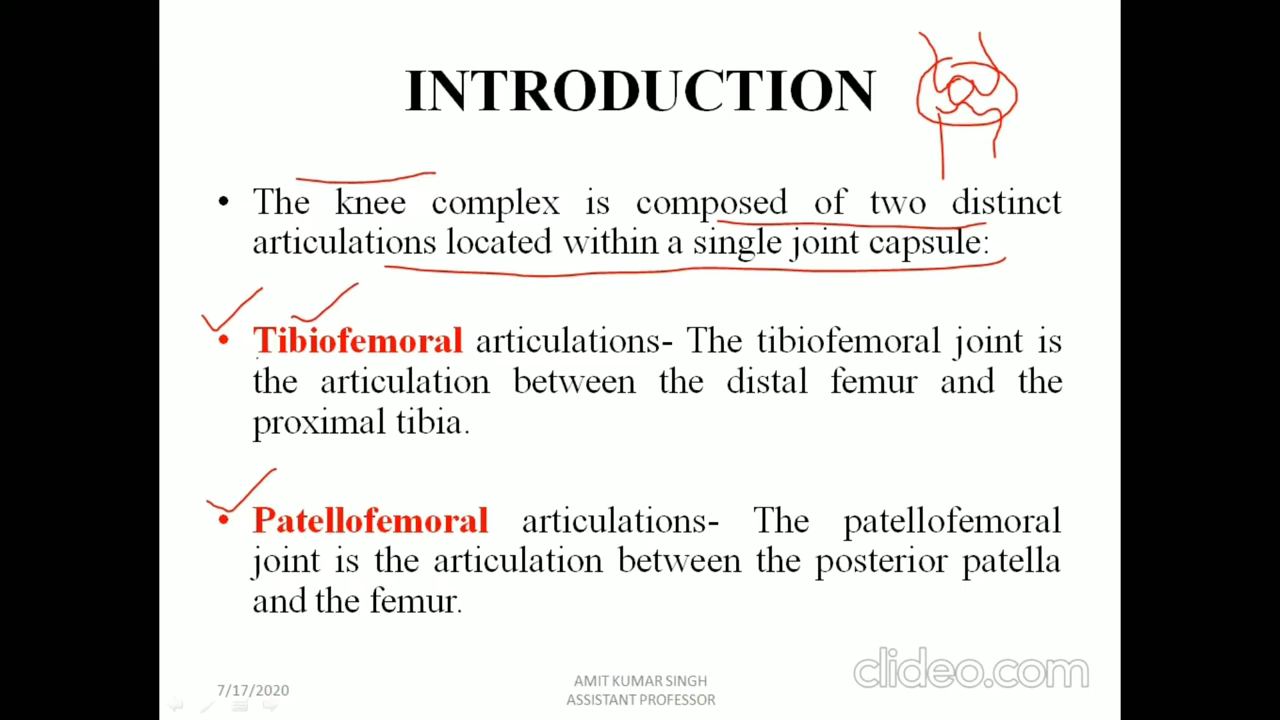 INTRODUCTION
• The knee complex is composed of two distinct
articulations located within a single joint capsule:
• Tibiofemoral articulations- The tibiofemoral joint is
the articulation between the distal femur and the
proximal tibia.
• Patellofemoral articulations- The patellofemoral
joint is the articulation between the posterior patella
and the femur.
7/17/2020
AMIT KUMAR SINGH
ASSISTANT PROFESSOR
clideo.com